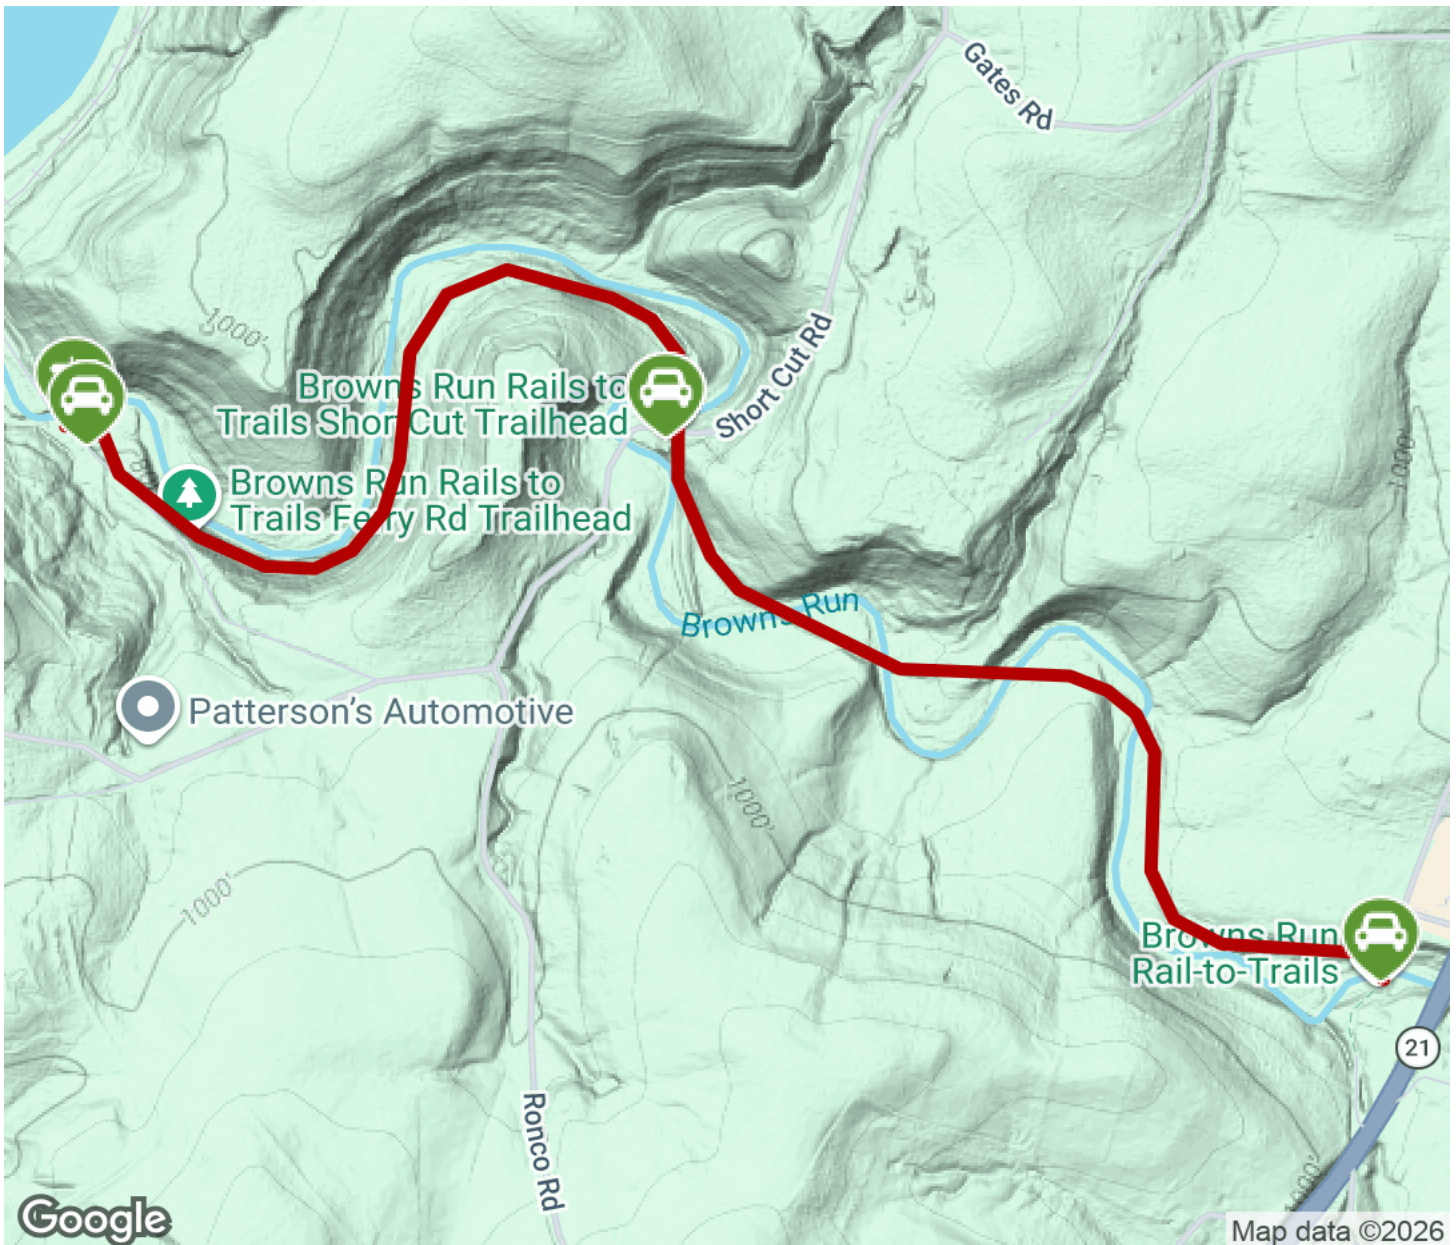 Gates Rd
1000'
Short Cut Rd
Browns Run Rails to
Trails Short Cut Trailhead
Browns Run Rails to
Trails Ferry Rd Trailhead
1000'
Browns Run
Patterson's Automotive
1000'
1000'
Browns Run
Rail-to-Trails
21
Ronco Rd
1000'
Google
Map data ©2026